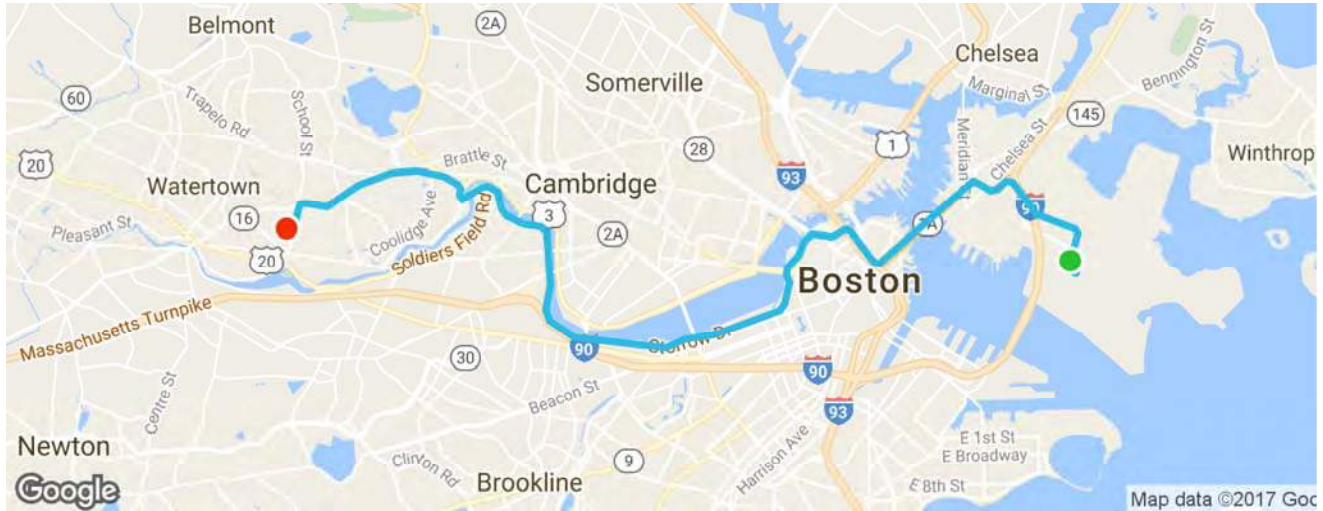 Belmont
2A
Chelsea
Marginal St
Bennington St
Somerville
60
Trapelo Rd
School St
145
Meridian
Chelsea St
1
28
Brattle St
20
93
Winthrop
Watertown
Cambridge
16
3
90
Pleasant St
Coolidge Ave
2A
20
Soldiers Field Rd
Boston
Massachusetts Turnpike
Storrow Dr
90
30
90
Centre St
Beacon St
93
Newton
9
Harrison Ave
E 1st St
E Broadway
Clinton Rd
Brookline
E 8th St
Google
Map data ©2017 Goo